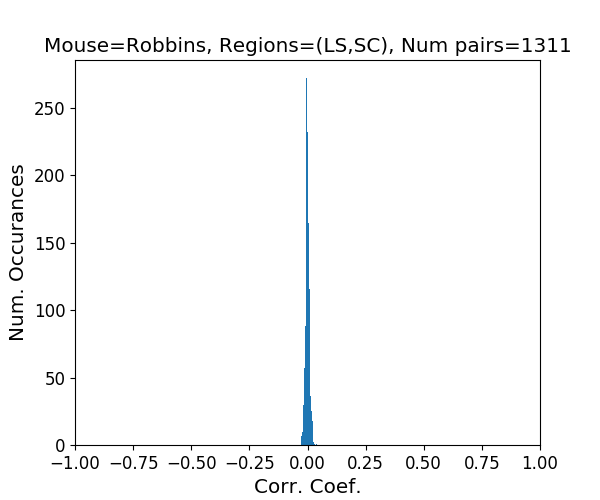 Mouse=Robbins, Regions=(LS,SC), Num pairs=1311
Num. Occurances
250
200
150
100
50
0
−1.00 −0.75 −0.50 −0.25 0.00 0.25 0.50 0.75 1.00
Corr. Coef.